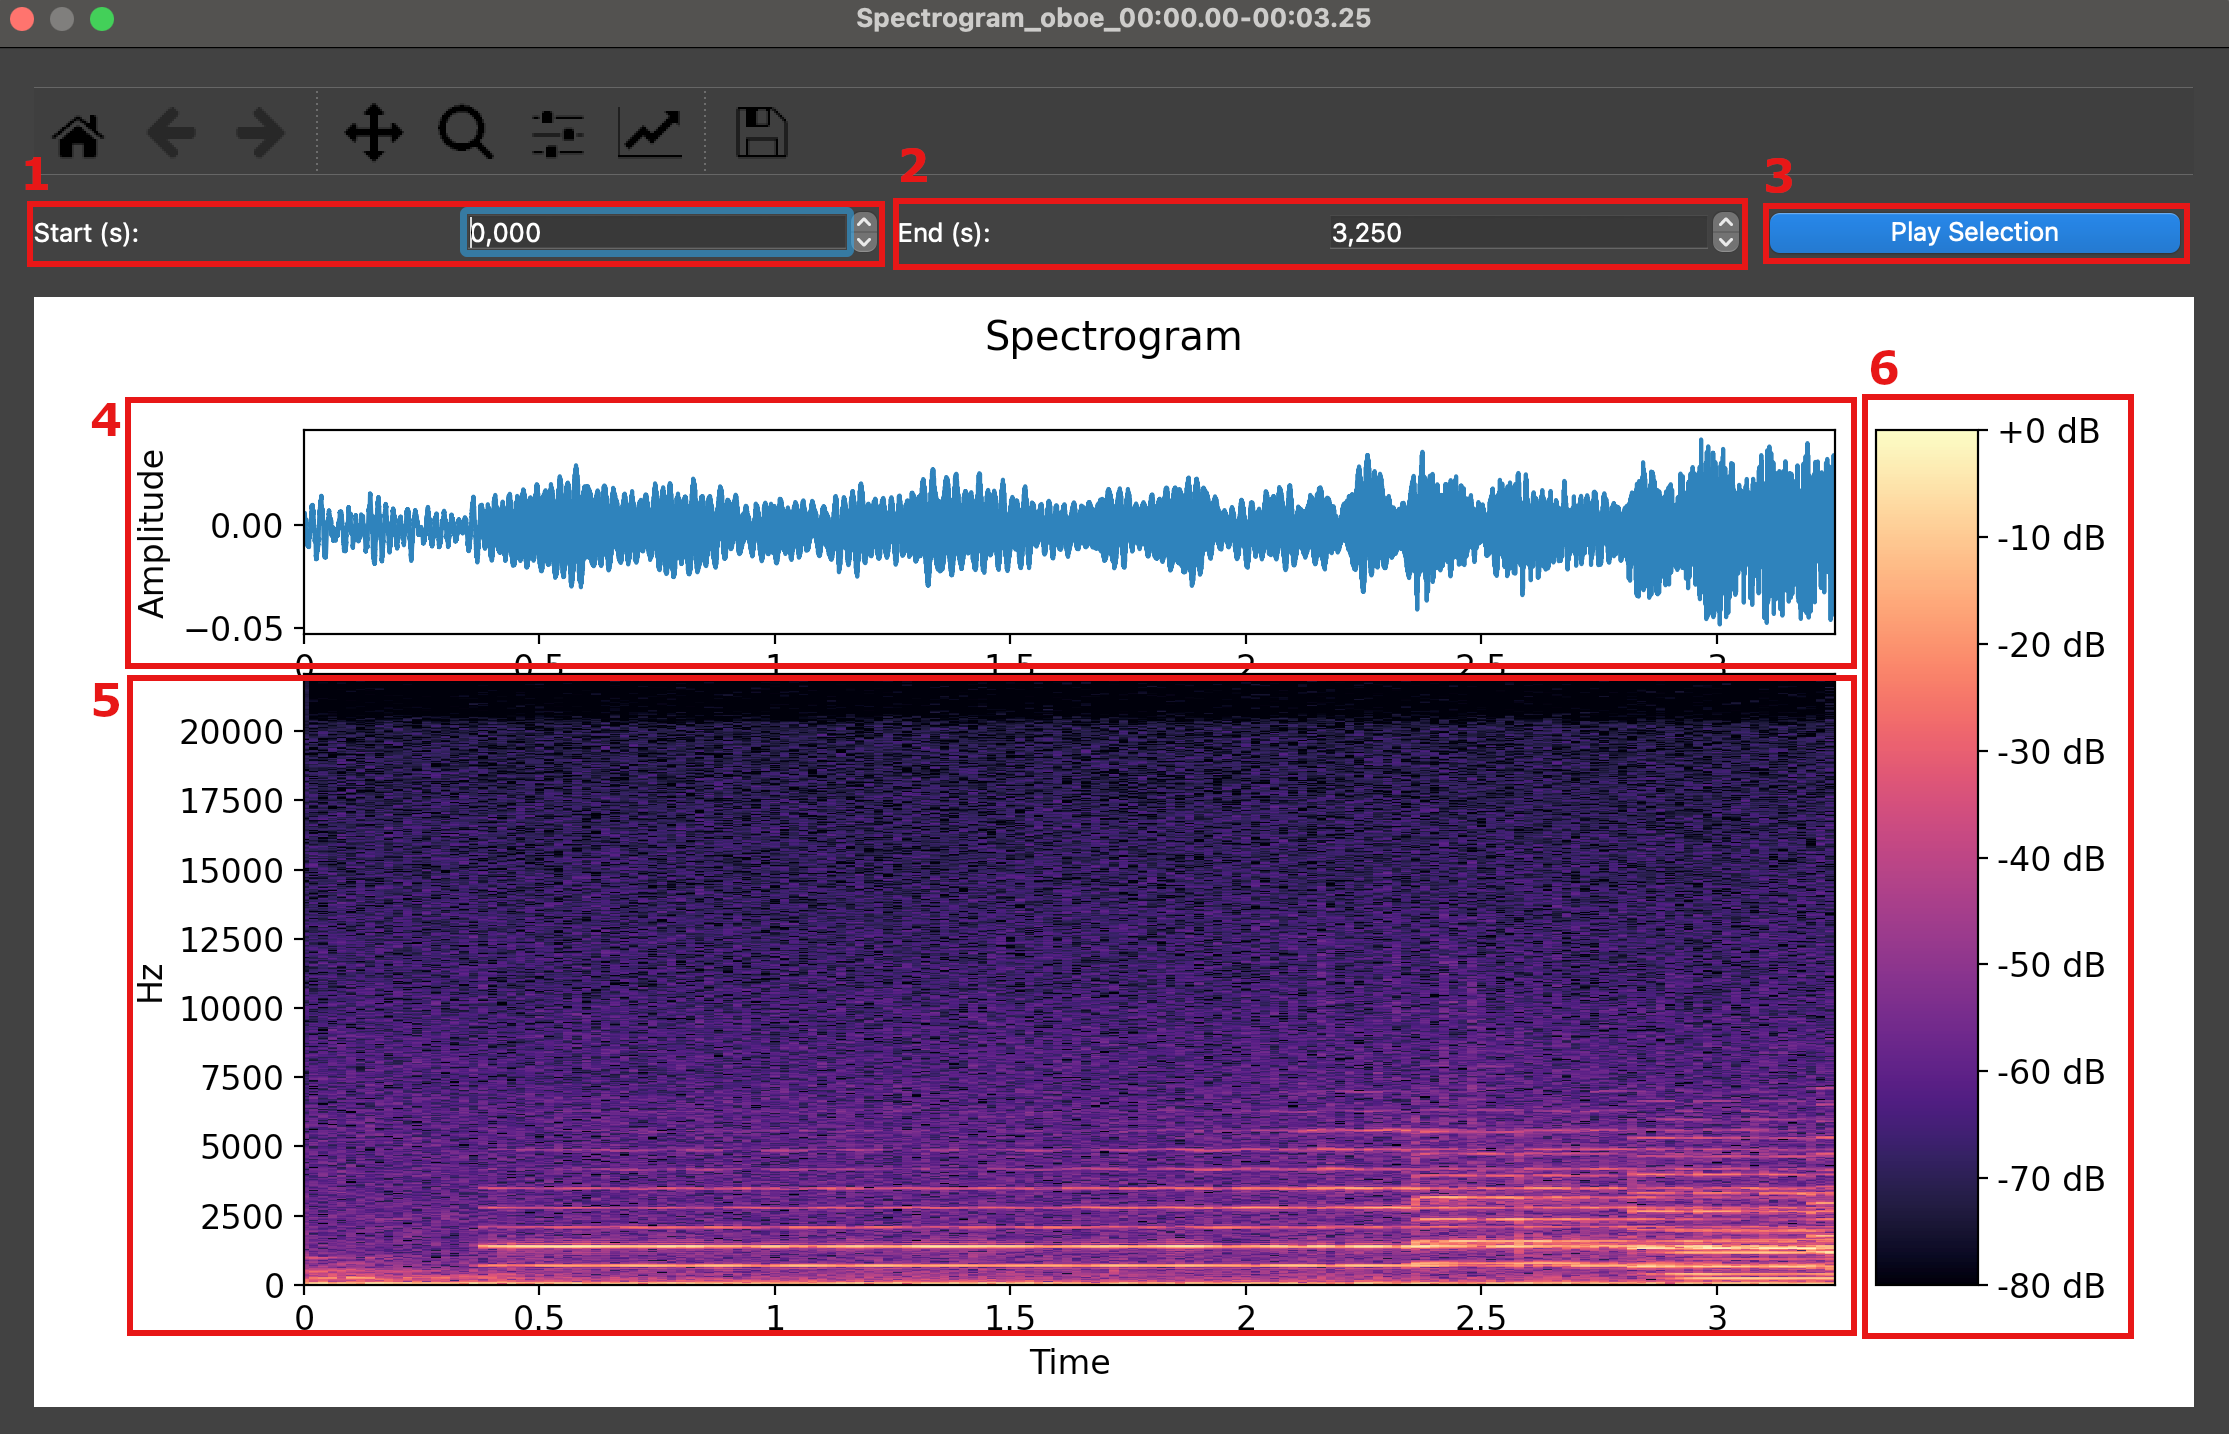 Spectrogram_oboe_00:00.00-00:03.25
1
2
3
Start (s):
0,000
End (s):
3,250
Play Selection
Spectrogram
4
Amplitude
0.00
−0.05
0 0.5 1 1.5 2 2.5 3
5
Hz
20000
17500
15000
12500
10000
7500
5000
2500
0
0 0.5 1 1.5 2 2.5 3
Time
6
+0 dB
-10 dB
-20 dB
-30 dB
-40 dB
-50 dB
-60 dB
-70 dB
-80 dB